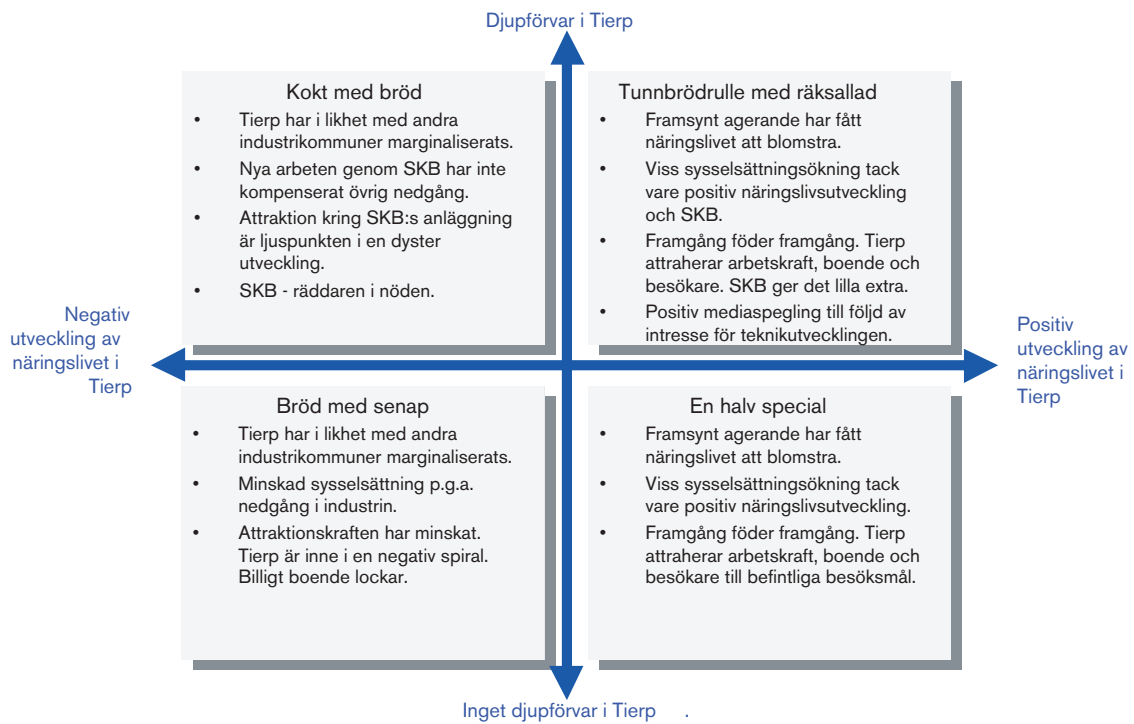 Djupförvar i Tierp
Kokt med bröd
• Tierp har i likhet med andra
industrikommuner marginaliserats.
• Nya arbeten genom SKB har inte
kompenserat övrig nedgång.
• Attraktion kring SKB:s anläggning
är ljuspunkten i en dyster
utveckling.
• SKB - räddaren i nöden.
Tunnbrödrulle med räksallad
• Framsynt agerande har fått
näringslivet att blomstra.
• Viss sysselsättningsökning tack
vare positiv näringslivsutveckling
och SKB.
• Framgång föder framgång. Tierp
attraherar arbetskraft, boende och
besökare. SKB ger det lilla extra.
• Positiv mediaspegling till följd av
intresse för teknikutvecklingen.
Negativ
utveckling av
näringslivet i
Tierp
Positiv
utveckling av
näringslivet i
Tierp
Bröd med senap
• Tierp har i likhet med andra
industrikommuner marginaliserats.
• Minskad sysselsättning p.g.a.
nedgång i industrin.
• Attraktionskraften har minskat.
Tierp är inne i en negativ spiral.
Billigt boende lockar.
En halv special
• Framsynt agerande har fått
näringslivet att blomstra.
• Viss sysselsättningsökning tack
vare positiv näringslivsutveckling.
• Framgång föder framgång. Tierp
attraherar arbetskraft, boende och
besökare till befintliga besöksmål.
Inget djupförvar i Tierp .